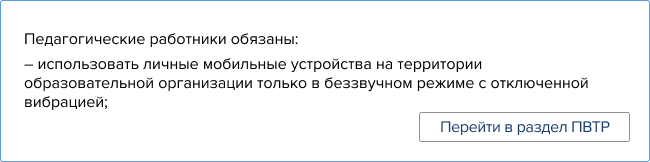 Педагогические работники обязаны:
– использовать личные мобильные устройства на территории
образовательной организации только в беззвучном режиме с отключенной
вибрацией;
Перейти в раздел ПВТР